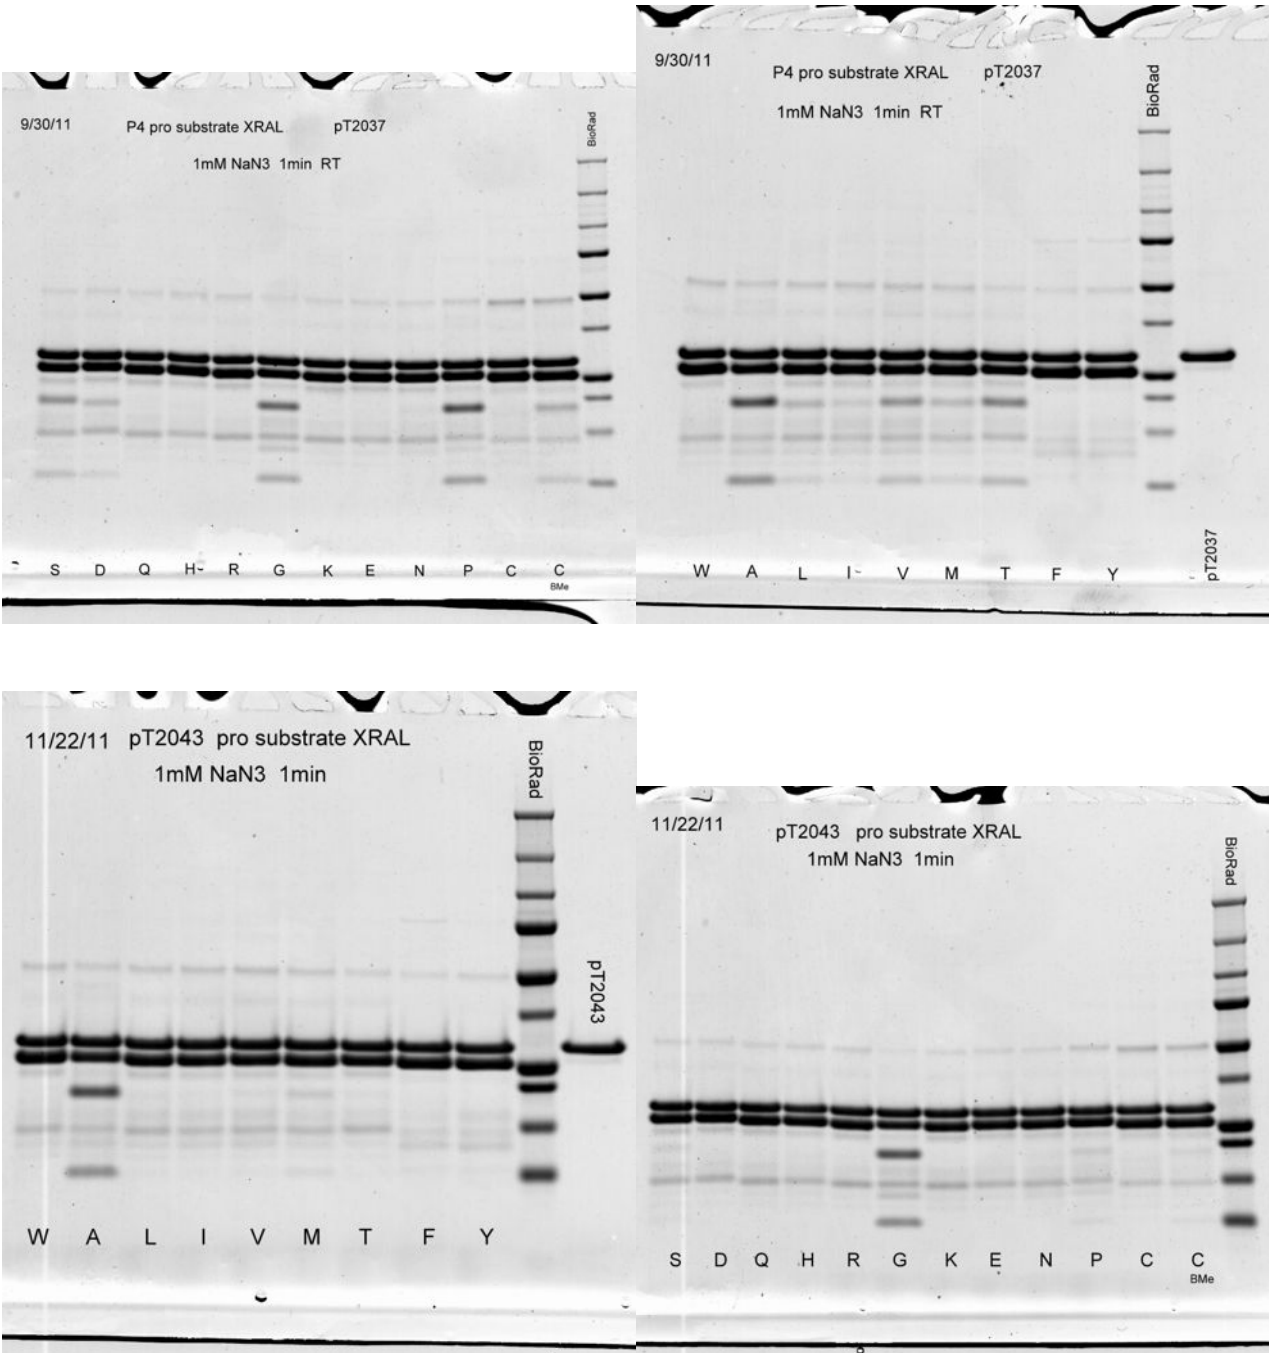 9/30/11 P4 pro substrate XRAL pT2037
1mM NaN3 1min RT
BioRad
S D Q H R G K E N P C C
BMe
9/30/11 P4 pro substrate XRAL pT2037
1mM NaN3 1min RT
BioRad
W A L I V M T F Y pT2037
11/22/11 pT2043 pro substrate XRAL
1mM NaN3 1min
BioRad
pT2043
W A L I V M T F Y
11/22/11 pT2043 pro substrate XRAL
1mM NaN3 1min
BioRad
S D Q H R G K E N P C C
BMe